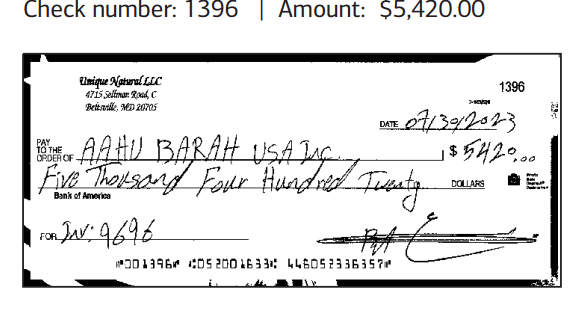 Check number: 1396 | Amount: $5,420.00
Unique Natural LLC
4715 Sellman Road, C
Beltsville, MD 20705
1396
DATE 07/30/2023
PAY TO THE ORDER OF AAHU BARAH USA Inc. $ 5420.00
Five Thousand Four Hundred Twenty DOLLARS
Bank of America
FOR Inv: 9696
⑈001396⑈ ⑆052001633⑆ 446052336357⑈